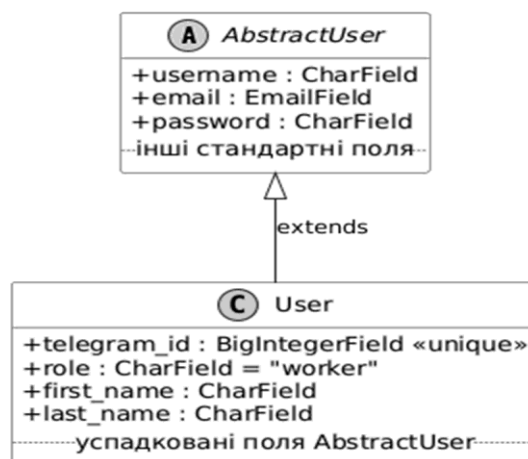 A AbstractUser
+username : CharField
+email : EmailField
+password : CharField
інші стандартні поля
extends
C User
+telegram_id : BigIntegerField «unique»
+role : CharField = "worker"
+first_name : CharField
+last_name : CharField
успадковані поля AbstractUser